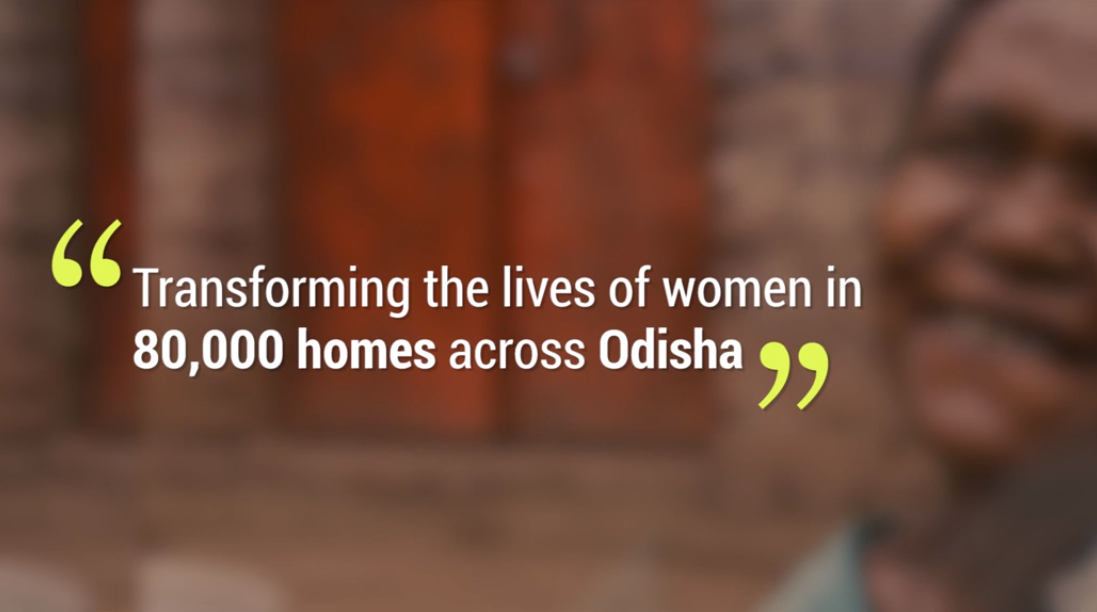 “Transforming the lives of women in
80,000 homes across Odisha”